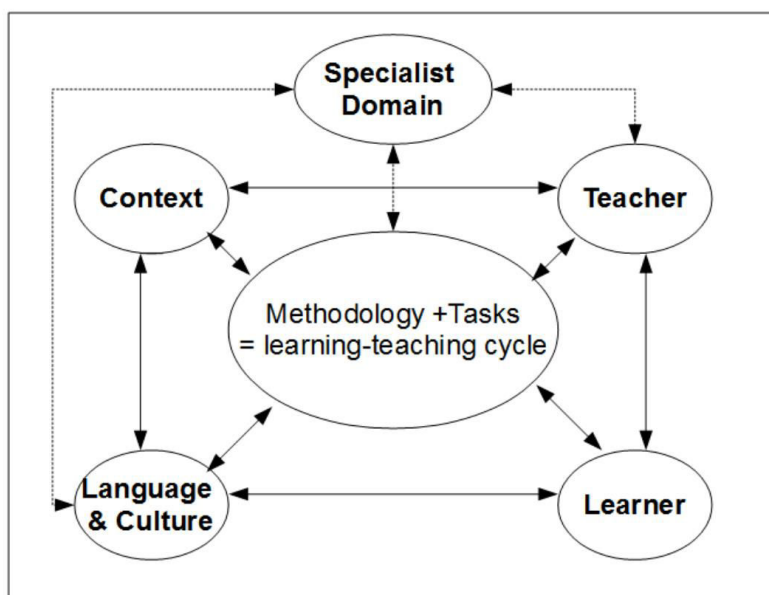 Specialist
Domain
Context
Teacher
Methodology +Tasks
= learning-teaching cycle
Language
& Culture
Learner